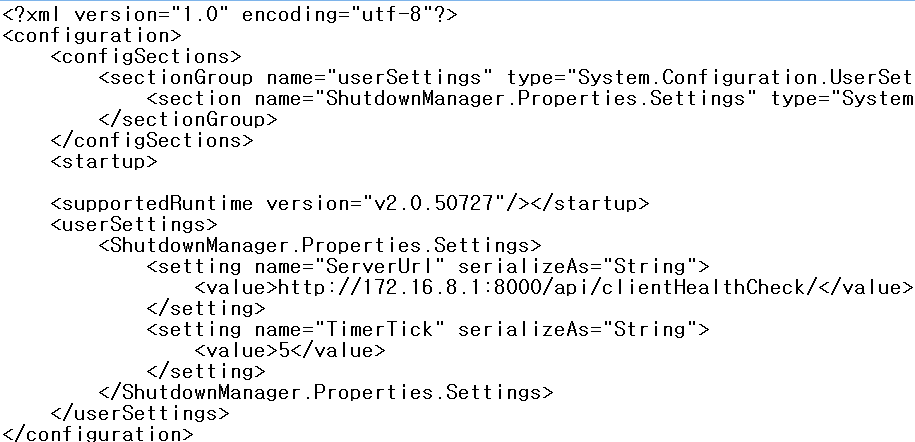 <?xml version="1.0" encoding="utf-8"?>
<configuration>
    <configSections>
        <sectionGroup name="userSettings" type="System.Configuration.UserSet
            <section name="ShutdownManager.Properties.Settings" type="System
        </sectionGroup>
    </configSections>
    <startup>

    <supportedRuntime version="v2.0.50727"/></startup>
    <userSettings>
        <ShutdownManager.Properties.Settings>
            <setting name="ServerUrl" serializeAs="String">
                <value>http://172.16.8.1:8000/api/clientHealthCheck/</value>
            </setting>
            <setting name="TimerTick" serializeAs="String">
                <value>5</value>
            </setting>
        </ShutdownManager.Properties.Settings>
    </userSettings>
</configuration>